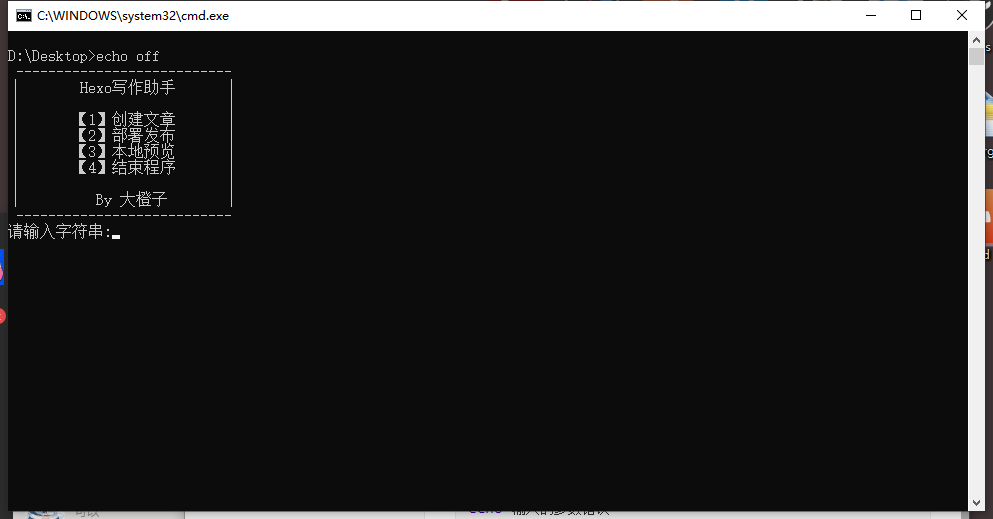 C:\WINDOWS\system32\cmd.exe
D:\Desktop>echo off
---------------------------
Hexo写作助手
【1】创建文章
【2】部署发布
【3】本地预览
【4】结束程序
By 大橙子
---------------------------
请输入字符串: